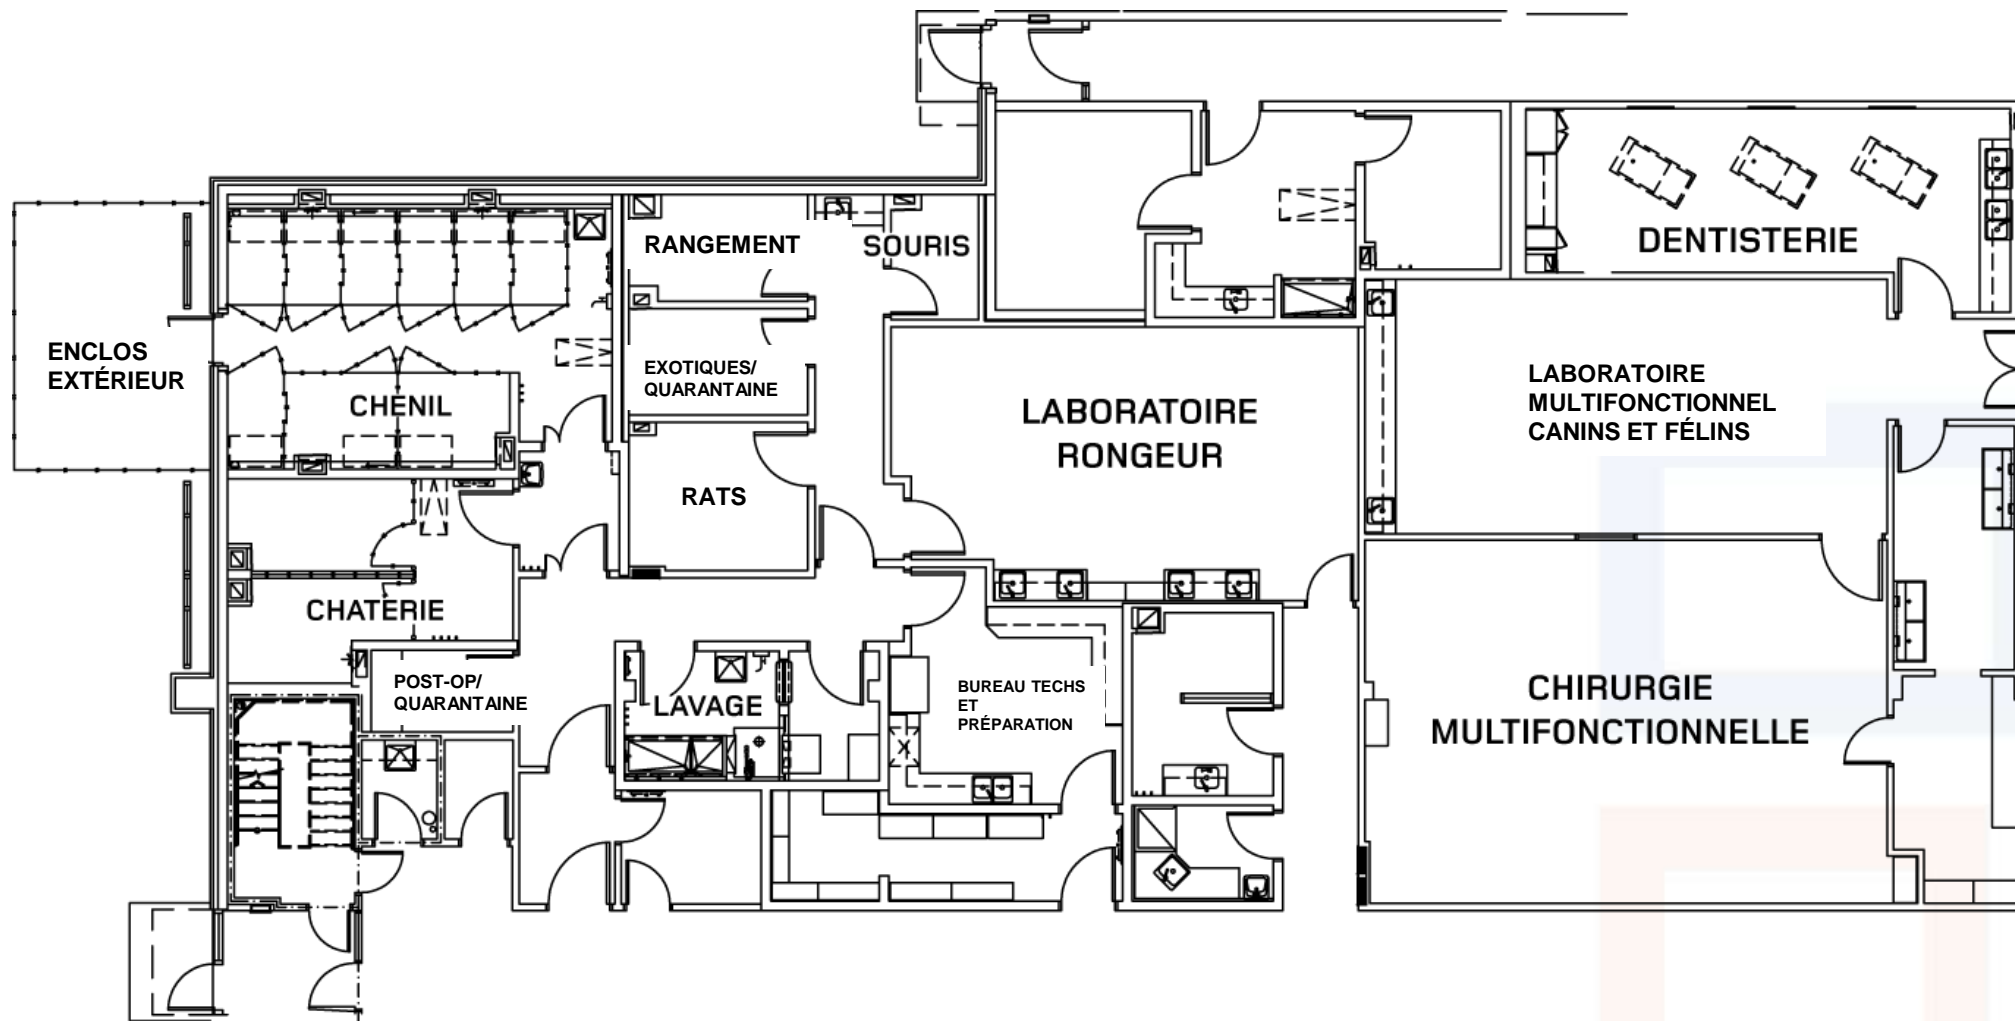 RANGEMENT
SOURIS
DENTISTERIE
ENCLOS
EXTÉRIEUR
EXOTIQUES/
QUARANTAINE
CHENIL
LABORATOIRE
RONGEUR
LABORATOIRE
MULTIFONCTIONNEL
CANINS ET FÉLINS
RATS
CHATERIE
POST-OP/
QUARANTAINE
LAVAGE
BUREAU TECHS
ET
PRÉPARATION
CHIRURGIE
MULTIFONCTIONNELLE